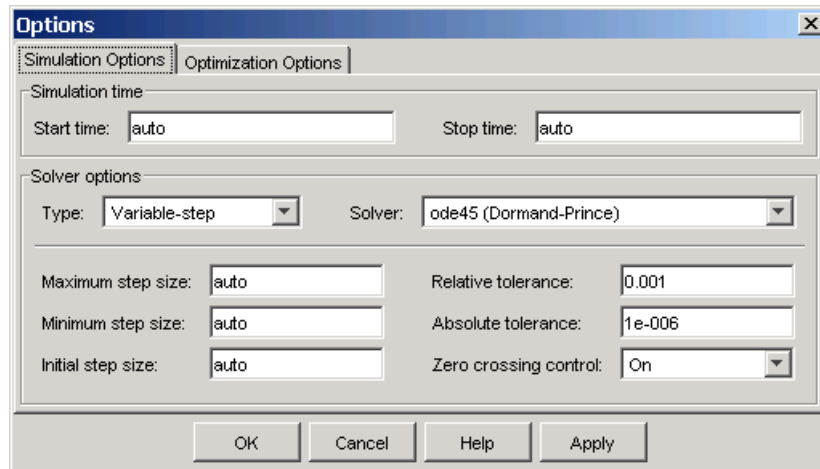 Options
Simulation Options Optimization Options
Simulation time
Start time: auto Stop time: auto
Solver options
Type: Variable-step Solver: ode45 (Dormand-Prince)
Maximum step size: auto Relative tolerance: 0.001
Minimum step size: auto Absolute tolerance: 1e-006
Initial step size: auto Zero crossing control: On
OK Cancel Help Apply